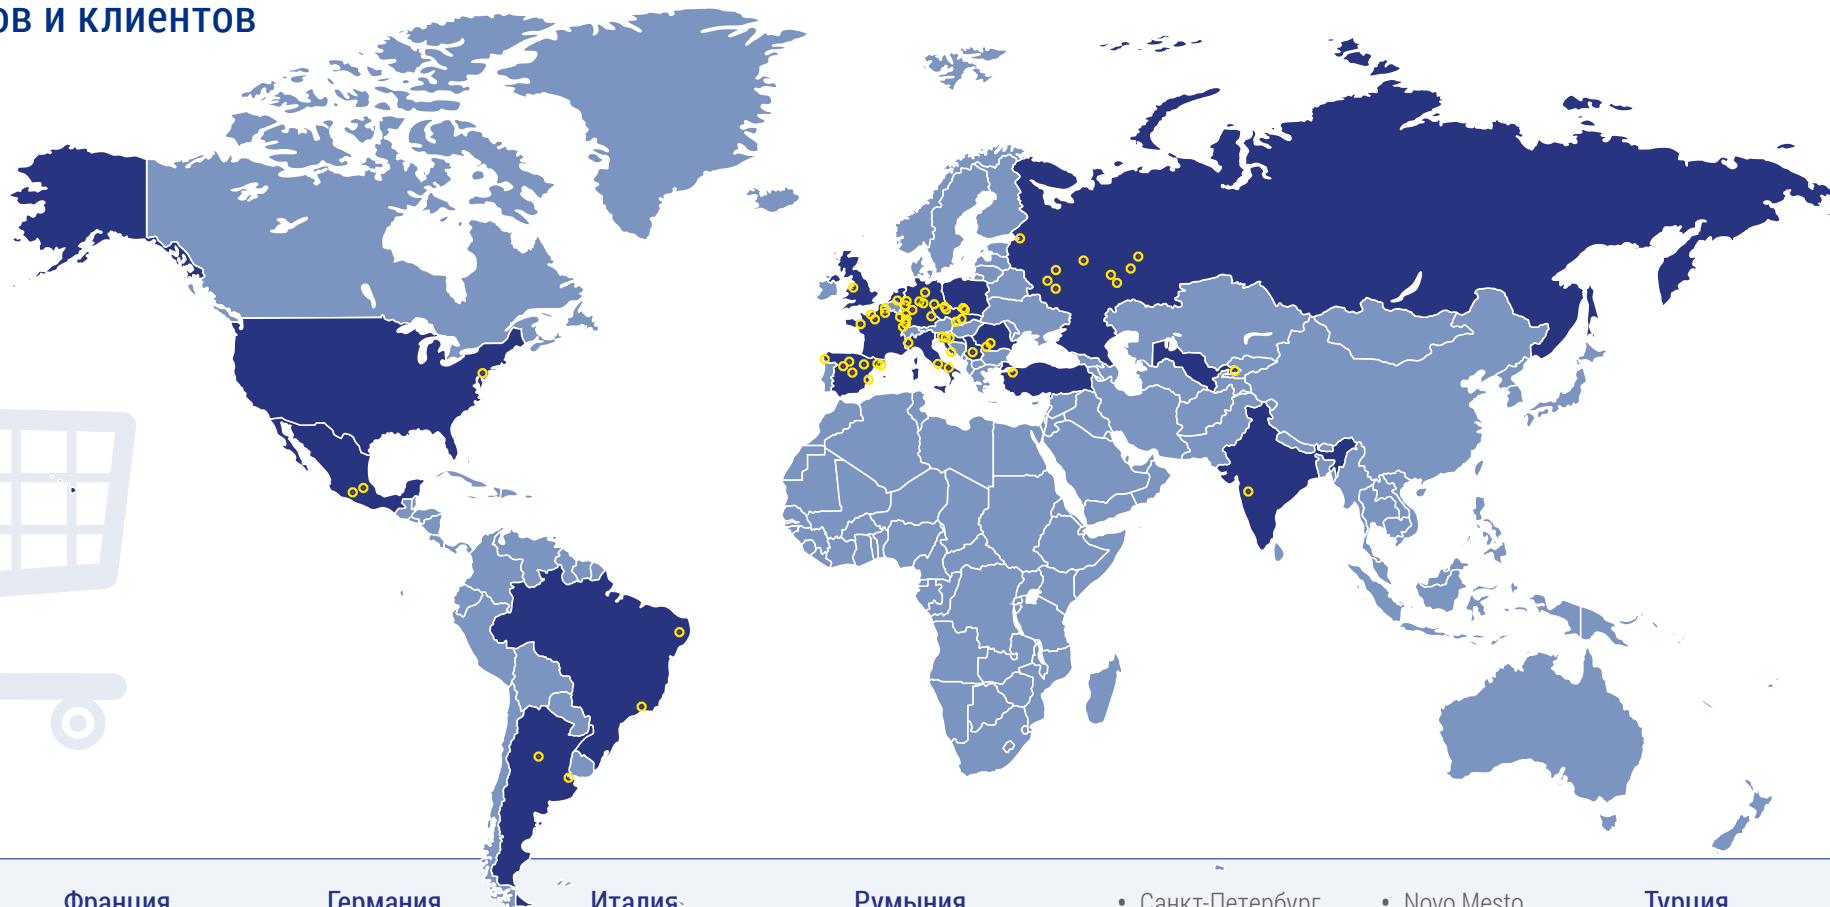 ов и клиентов
Франция
Германия
Италия
Румыния
• Санкт-Петербург
• Novo Mesto
Турция